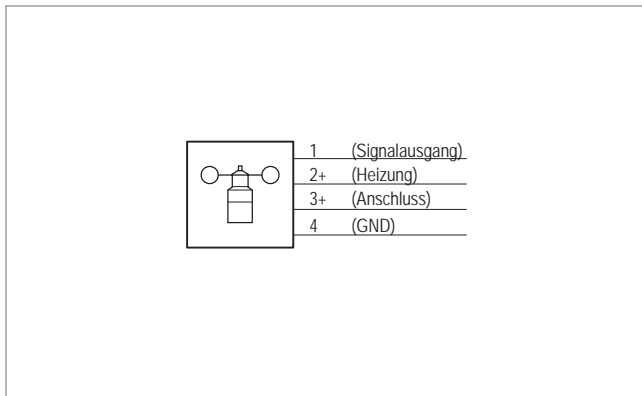 1 (Signalausgang)
2+ (Heizung)
3+ (Anschluss)
4 (GND)